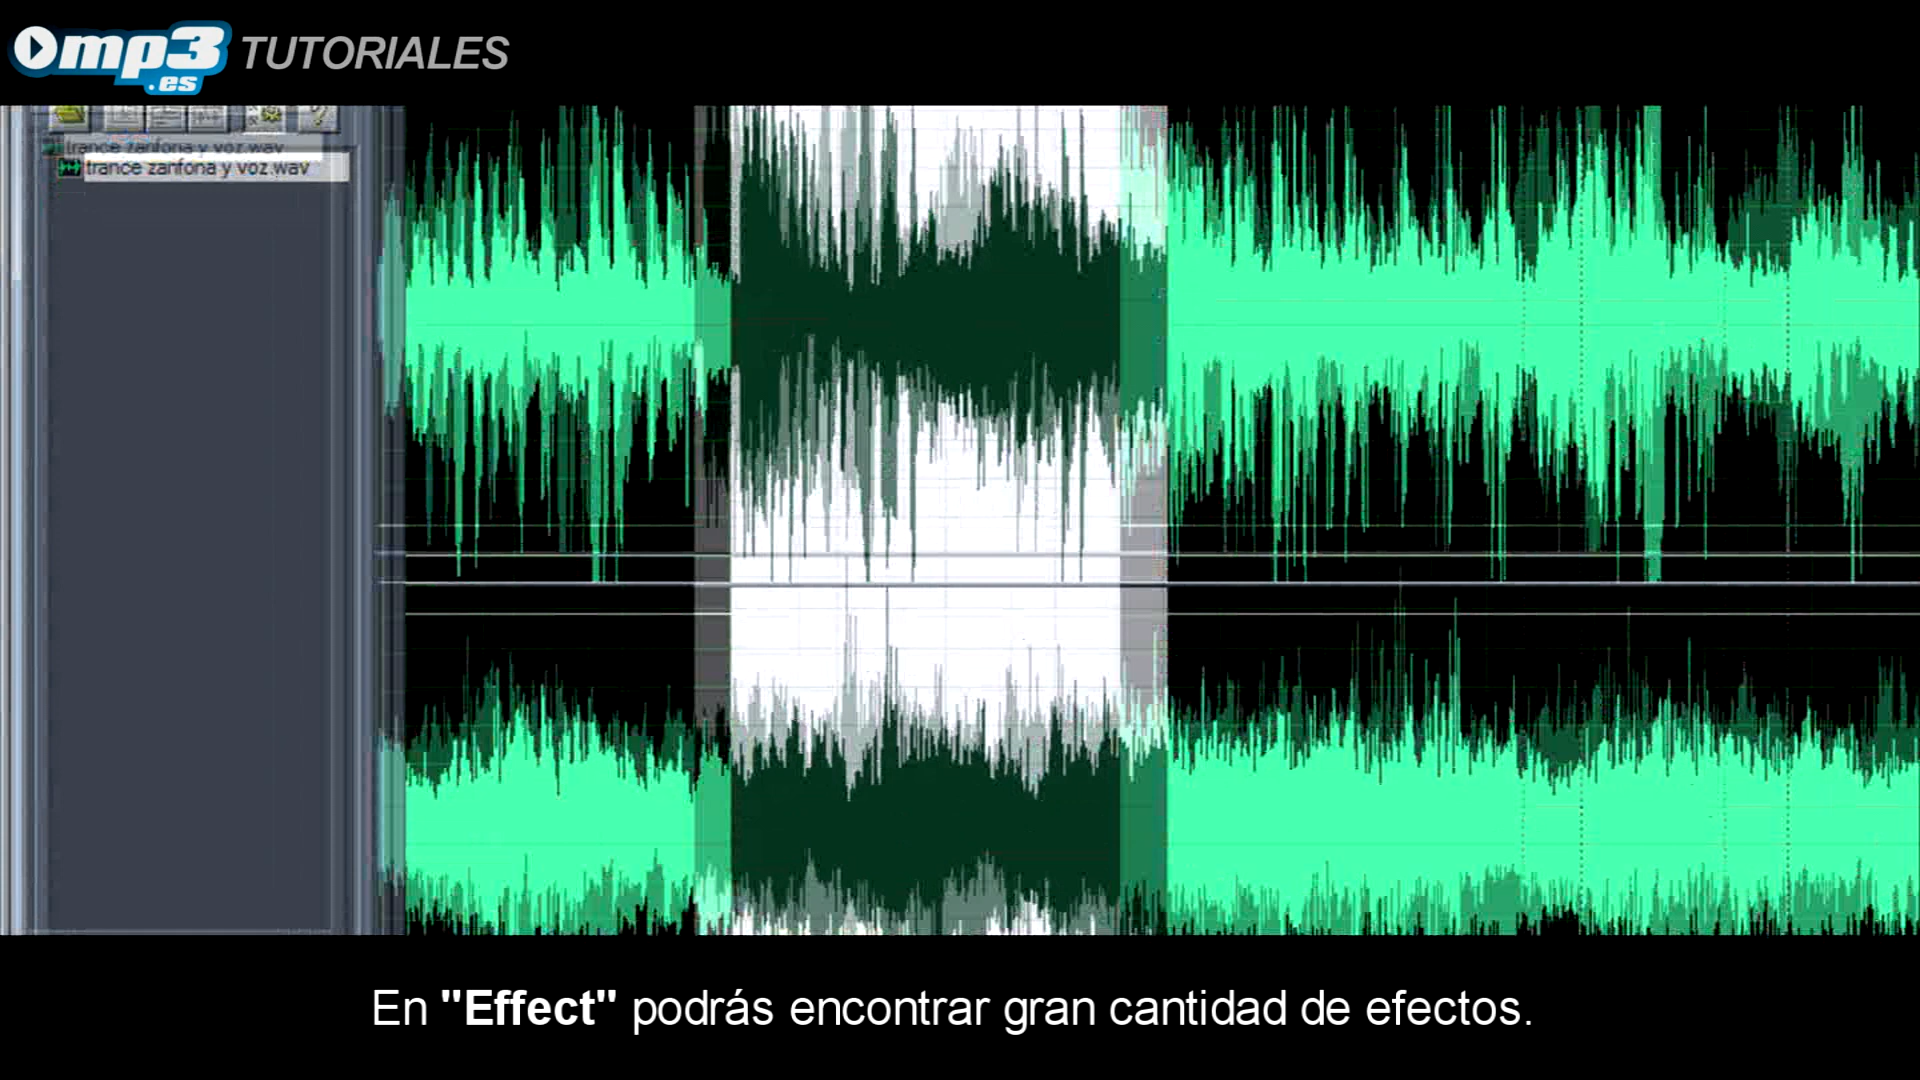 mp3 TUTORIALES
.es
trance zanfona y voz.wav
trance zanfona y voz.wav
En "Effect" podrás encontrar gran cantidad de efectos.